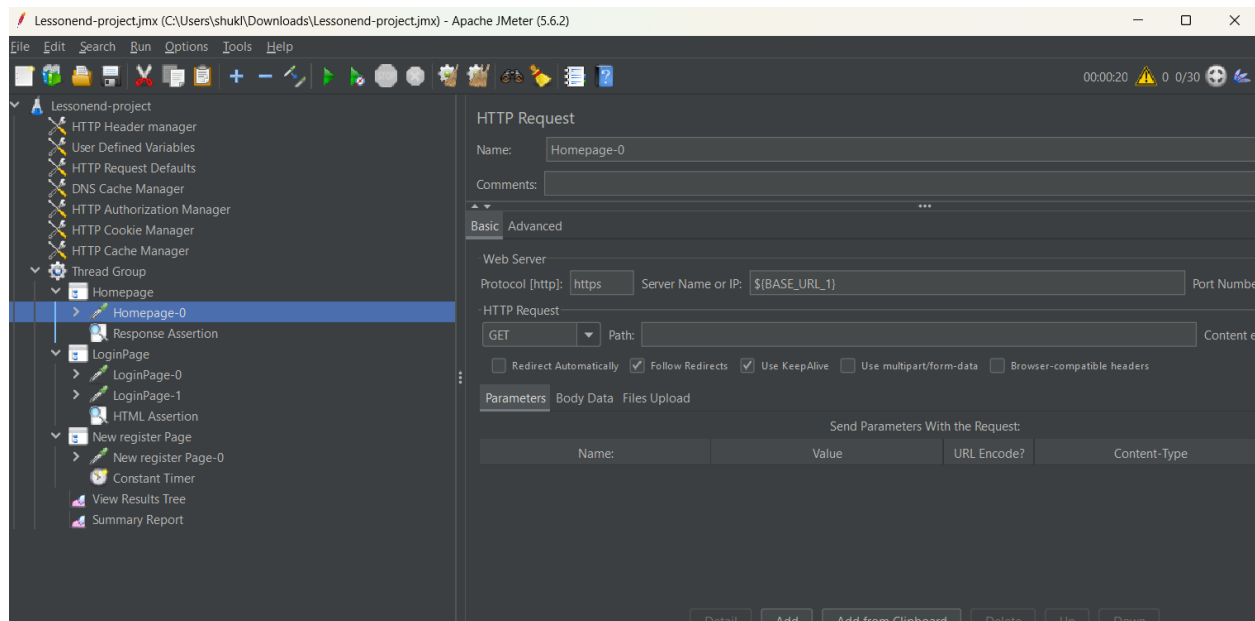 Lessonend-project.jmx (C:\Users\shukl\Downloads\Lessonend-project.jmx) - Apache JMeter (5.6.2)
File Edit Search Run Options Tools Help
00:00:20 0 0/30
Lessonend-project
HTTP Header manager
User Defined Variables
HTTP Request Defaults
DNS Cache Manager
HTTP Authorization Manager
HTTP Cookie Manager
HTTP Cache Manager
Thread Group
Homepage
Homepage-0
Response Assertion
LoginPage
LoginPage-0
LoginPage-1
HTML Assertion
New register Page
New register Page-0
Constant Timer
View Results Tree
Summary Report
HTTP Request
Name: Homepage-0
Comments:
Basic Advanced
Web Server
Protocol [http]: https Server Name or IP: ${BASE_URL_1} Port Numbe
HTTP Request
GET Path: Content e
Redirect Automatically Follow Redirects Use KeepAlive Use multipart/form-data Browser-compatible headers
Parameters Body Data Files Upload
Send Parameters With the Request:
Name: Value URL Encode? Content-Type
Detail Add Add from Clipboard Delete Up Down